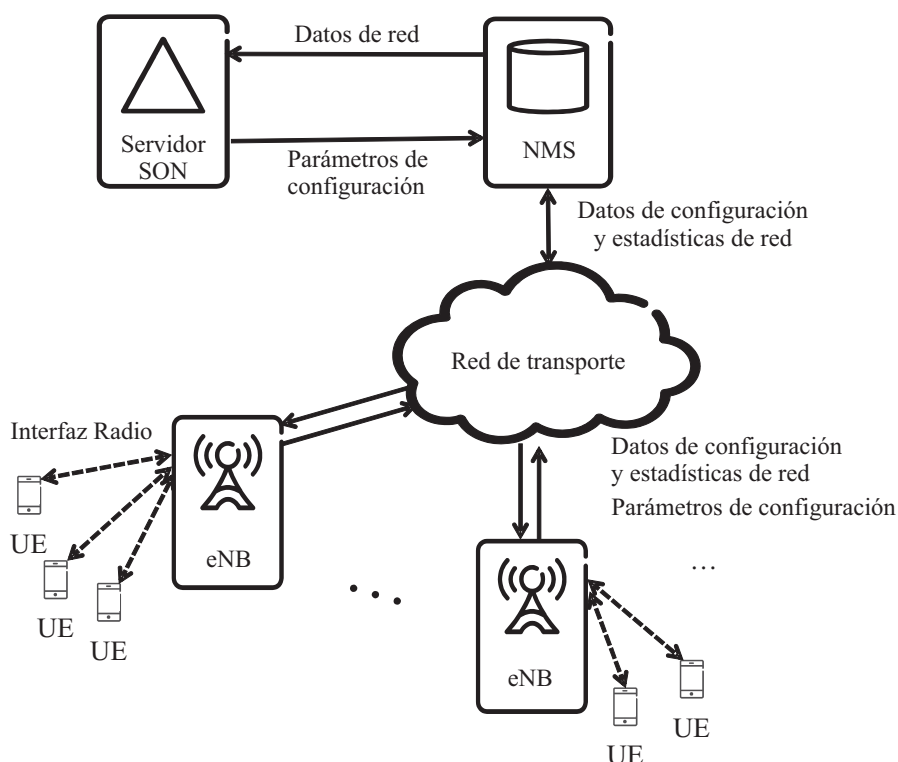 Datos de red
Servidor
SON
NMS
Parámetros de
configuración
Datos de configuración
y estadísticas de red
Red de transporte
Interfaz Radio
Datos de configuración
y estadísticas de red
Parámetros de configuración
UE
eNB
UE
UE
...
...
eNB
UE
UE